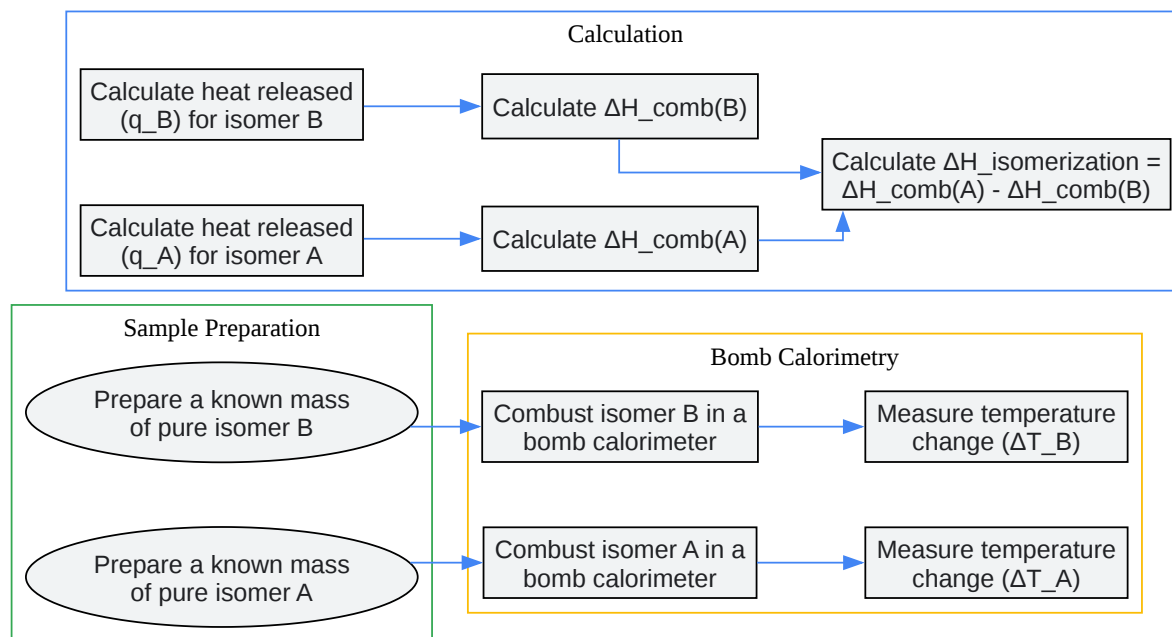 Calculation
Calculate heat released
(q_B) for isomer B
Calculate ΔH_comb(B)
Calculate ΔH_isomerization =
ΔH_comb(A) - ΔH_comb(B)
Calculate heat released
(q_A) for isomer A
Calculate ΔH_comb(A)
Sample Preparation
Prepare a known mass
of pure isomer B
Prepare a known mass
of pure isomer A
Bomb Calorimetry
Combust isomer B in a
bomb calorimeter
Measure temperature
change (ΔT_B)
Combust isomer A in a
bomb calorimeter
Measure temperature
change (ΔT_A)